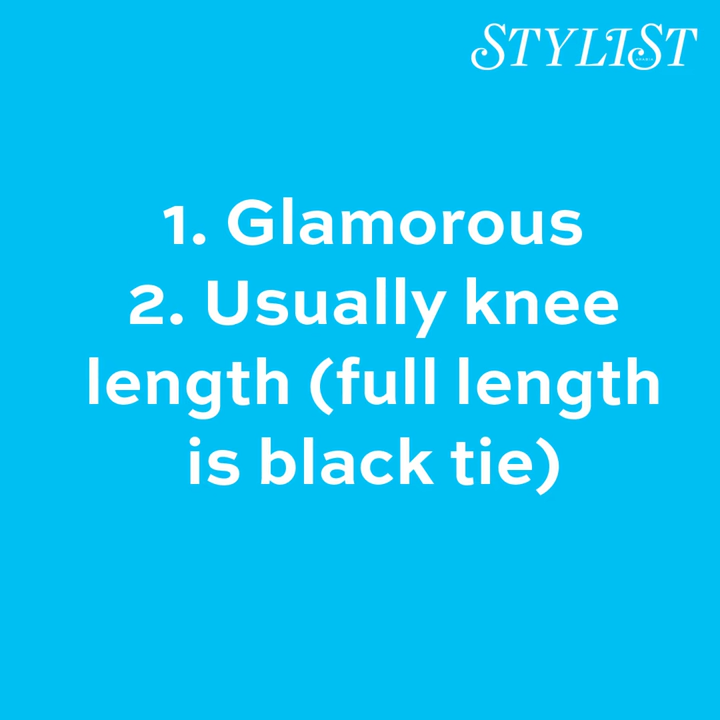 STYLIST
1. Glamorous
2. Usually knee
length (full length
is black tie)